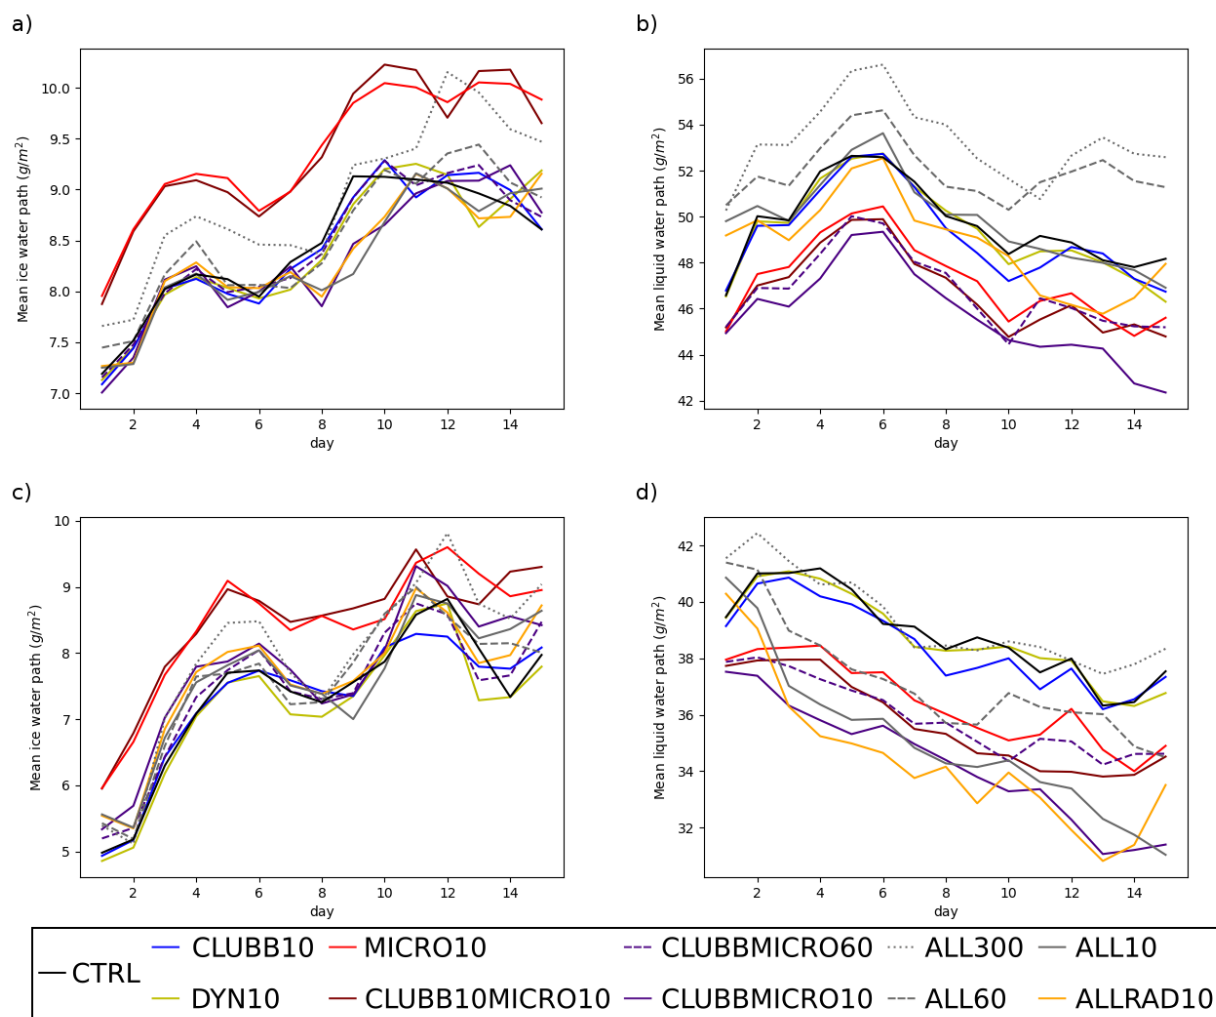 a)
b)
Mean ice water path (g/m²)
10.0
9.5
9.0
8.5
8.0
7.5
7.0
2 4 6 8 10 12 14
day
Mean liquid water path (g/m²)
56
54
52
50
48
46
44
42
2 4 6 8 10 12 14
day
c)
d)
Mean ice water path (g/m²)
10
9
8
7
6
5
2 4 6 8 10 12 14
day
Mean liquid water path (g/m²)
42
40
38
36
34
32
2 4 6 8 10 12 14
day
CTRL
CLUBB10 MICRO10 CLUBBMICRO60 ALL300 ALL10
DYN10 CLUBB10MICRO10 CLUBBMICRO10 ALL60 ALLRAD10